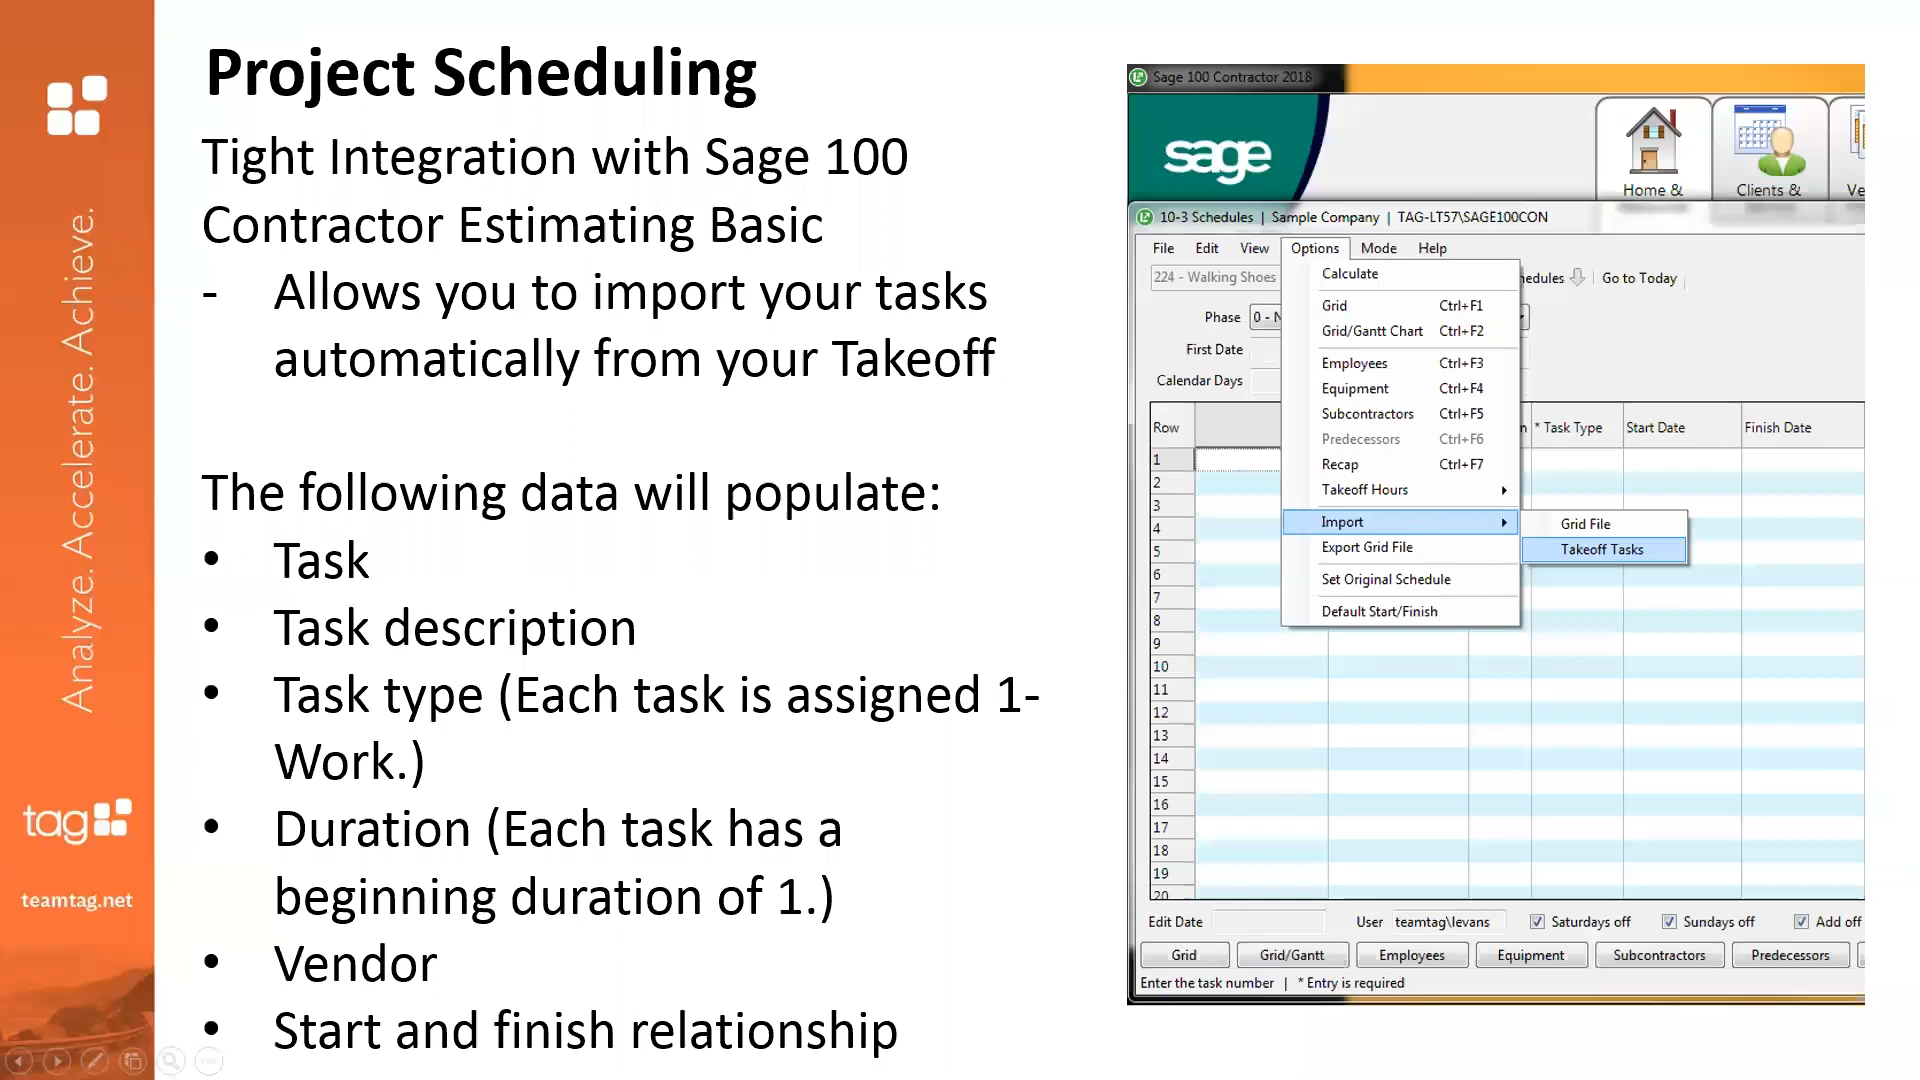 Analyze. Accelerate. Achieve.
tag
teamtag.net
Project Scheduling
Tight Integration with Sage 100
Contractor Estimating Basic
- Allows you to import your tasks
automatically from your Takeoff
The following data will populate:
• Task
• Task description
• Task type (Each task is assigned 1-
Work.)
• Duration (Each task has a
beginning duration of 1.)
• Vendor
• Start and finish relationship
Sage 100 Contractor 2018
sage
Home &
Clients &
Ve
10-3 Schedules | Sample Company | TAG-LT57\SAGE100CON
File Edit View Options Mode Help
224 - Walking Shoes
hedules Go to Today
Phase 0 - N
First Date
Calendar Days
Calculate
Grid Ctrl+F1
Grid/Gantt Chart Ctrl+F2
Employees Ctrl+F3
Equipment Ctrl+F4
Subcontractors Ctrl+F5
Predecessors Ctrl+F6
Recap Ctrl+F7
Takeoff Hours
Import
Export Grid File
Set Original Schedule
Default Start/Finish
Grid File
Takeoff Tasks
Row n * Task Type Start Date Finish Date
1
2
3
4
5
6
7
8
9
10
11
12
13
14
15
16
17
18
19
20
Edit Date User teamtag\levans Saturdays off Sundays off Add off
Grid Grid/Gantt Employees Equipment Subcontractors Predecessors
Enter the task number | * Entry is required